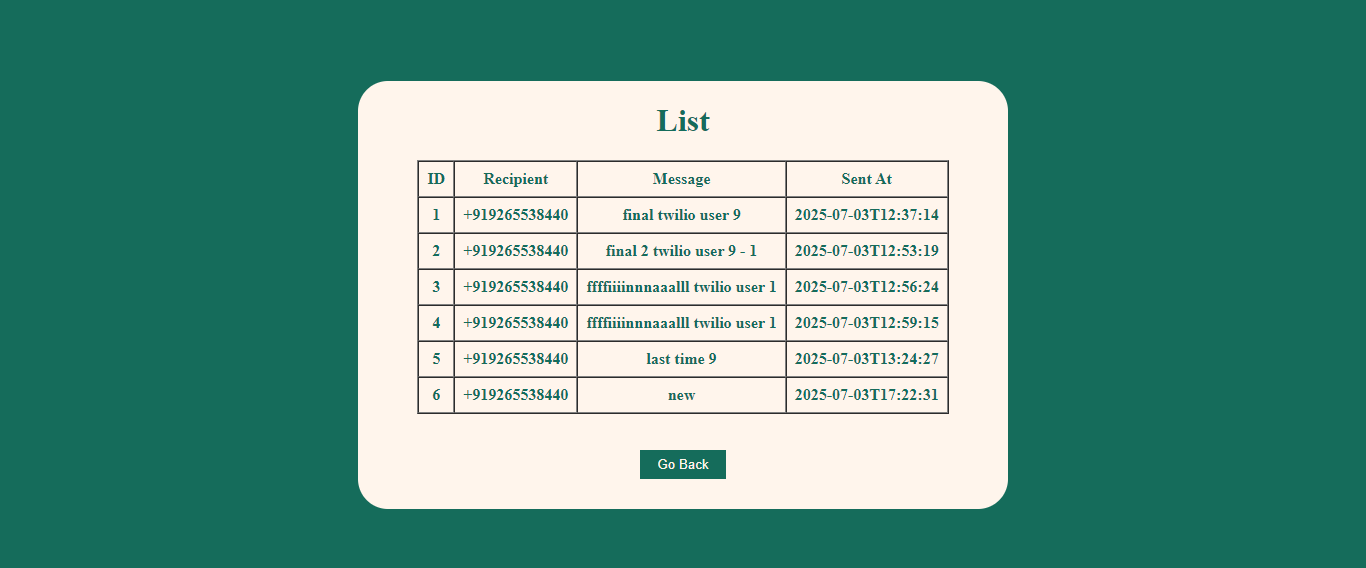 List
ID Recipient Message Sent At
1 +919265538440 final twilio user 9 2025-07-03T12:37:14
2 +919265538440 final 2 twilio user 9 - 1 2025-07-03T12:53:19
3 +919265538440 ffffiiiinnnaaalll twilio user 1 2025-07-03T12:56:24
4 +919265538440 ffffiiiinnnaaalll twilio user 1 2025-07-03T12:59:15
5 +919265538440 last time 9 2025-07-03T13:24:27
6 +919265538440 new 2025-07-03T17:22:31
Go Back